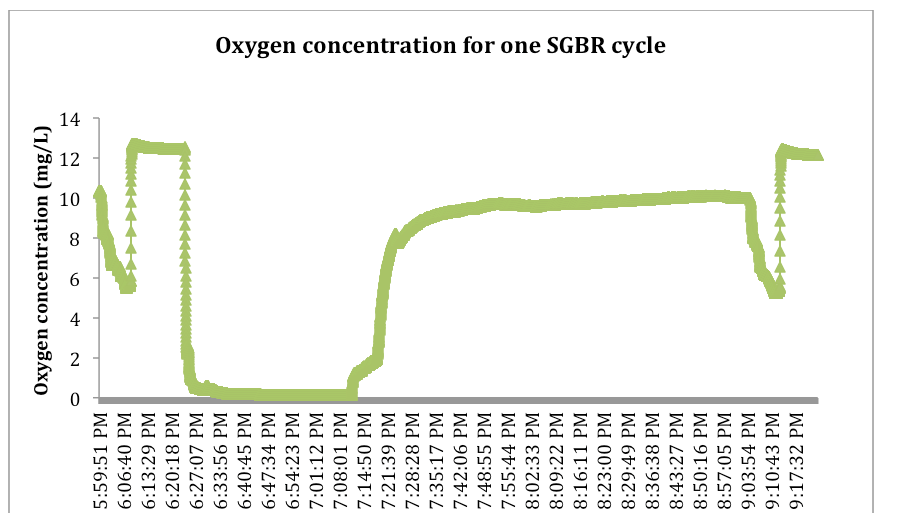 Oxygen concentration for one SGBR cycle
Oxygen concentration (mg/L)
14
12
10
8
6
4
2
0
5:59:51 PM
6:06:40 PM
6:13:29 PM
6:20:18 PM
6:27:07 PM
6:33:56 PM
6:40:45 PM
6:47:34 PM
6:54:23 PM
7:01:12 PM
7:08:01 PM
7:14:50 PM
7:21:39 PM
7:28:28 PM
7:35:17 PM
7:42:06 PM
7:48:55 PM
7:55:44 PM
8:02:33 PM
8:09:22 PM
8:16:11 PM
8:23:00 PM
8:29:49 PM
8:36:38 PM
8:43:27 PM
8:50:16 PM
8:57:05 PM
9:03:54 PM
9:10:43 PM
9:17:32 PM